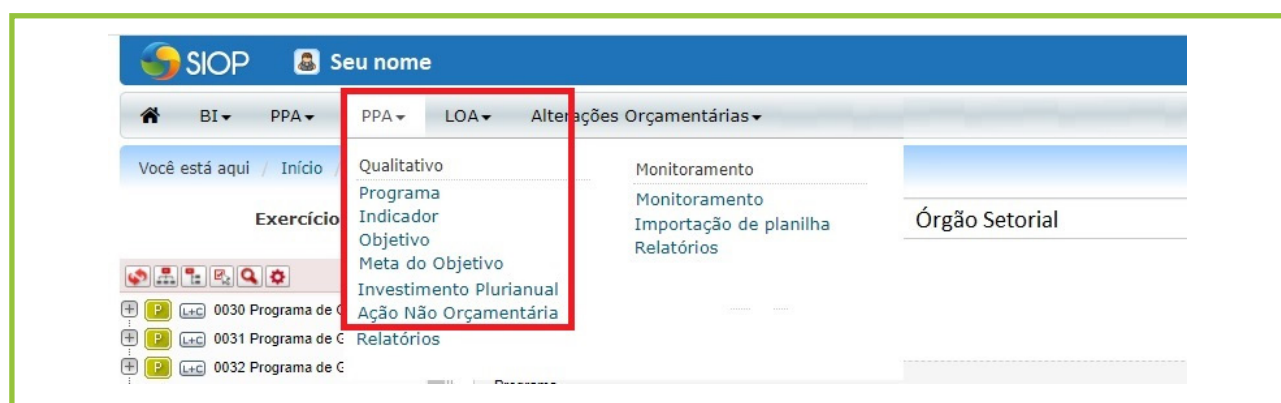 SIOP Seu nome
BI PPA PPA LOA Alterações Orçamentárias
Você está aqui / Início /
Qualitativo
Programa
Indicador
Objetivo
Meta do Objetivo
Investimento Plurianual
Ação Não Orçamentária
Relatórios
Monitoramento
Monitoramento
Importação de planilha
Relatórios
Exercício
Órgão Setorial
P L+C 0030 Programa de G
P L+C 0031 Programa de G
P L+C 0032 Programa de G